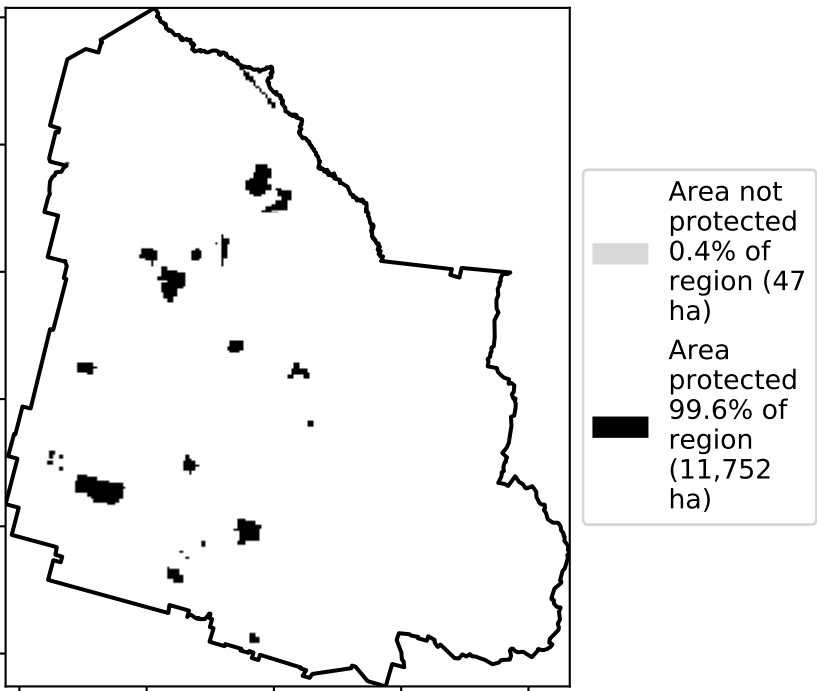 Area not
protected
0.4% of
region (47
ha)
Area
protected
99.6% of
region
(11,752
ha)